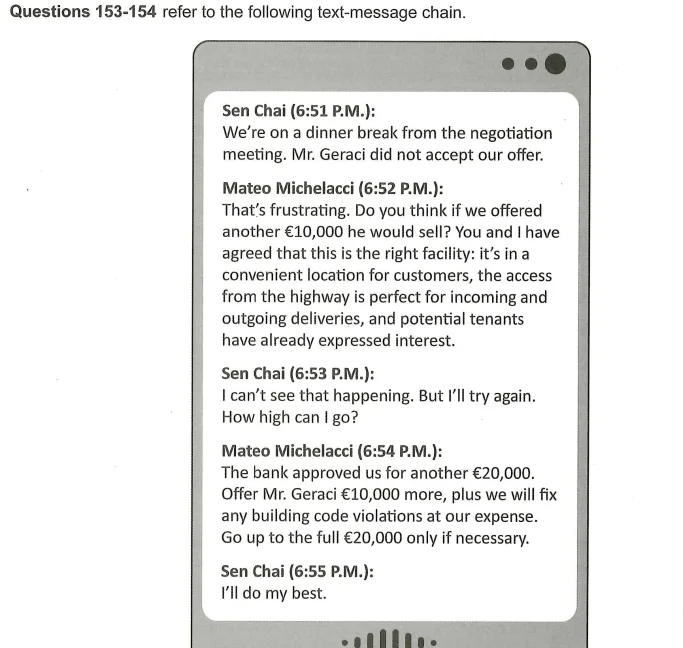 Questions 153-154 refer to the following text-message chain.
Sen Chai (6:51 P.M.):
We're on a dinner break from the negotiation
meeting. Mr. Geraci did not accept our offer.
Mateo Michelacci (6:52 P.M.):
That's frustrating. Do you think if we offered
another €10,000 he would sell? You and I have
agreed that this is the right facility: it's in a
convenient location for customers, the access
from the highway is perfect for incoming and
outgoing deliveries, and potential tenants
have already expressed interest.
Sen Chai (6:53 P.M.):
I can't see that happening. But I'll try again.
How high can I go?
Mateo Michelacci (6:54 P.M.):
The bank approved us for another €20,000.
Offer Mr. Geraci €10,000 more, plus we will fix
any building code violations at our expense.
Go up to the full €20,000 only if necessary.
Sen Chai (6:55 P.M.):
I'll do my best.